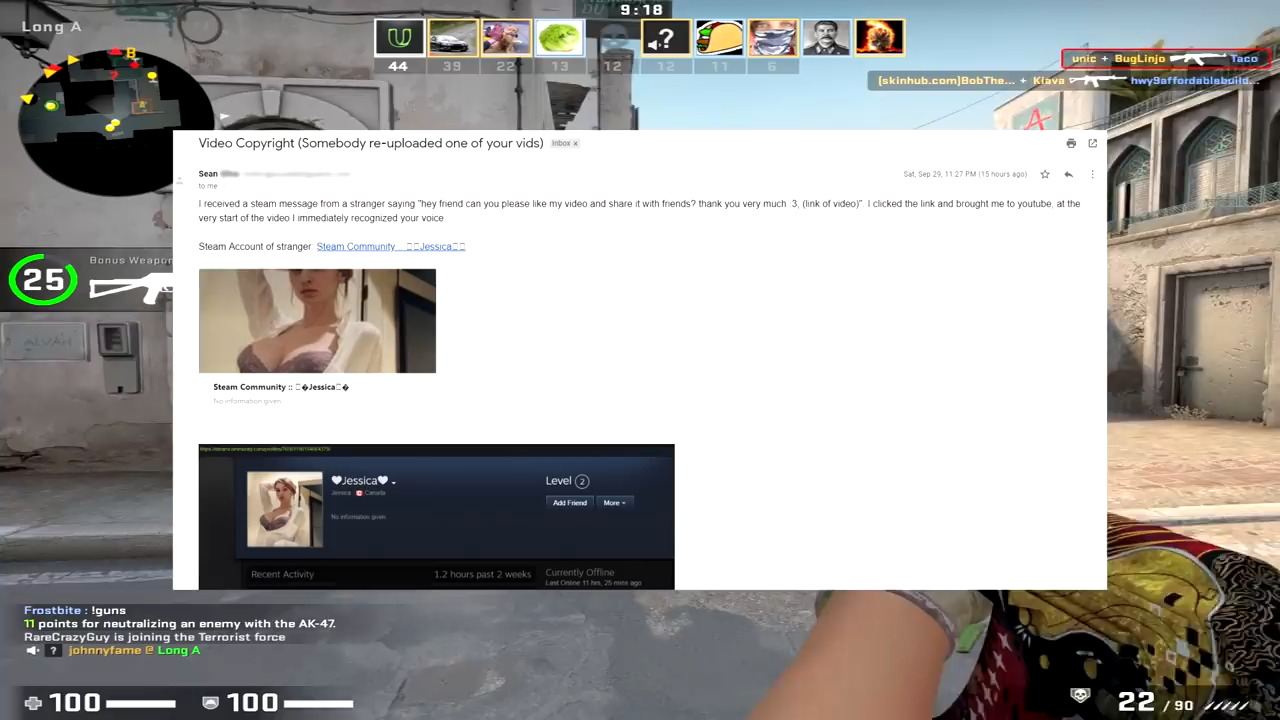 Long A
9:18
44
39
22
13
12
12
11
6
unic + BugLinjo Taco
[skinhub.com]BobThe... + Kiava hwy9affordablebuild...
Video Copyright (Somebody re-uploaded one of your vids) Inbox ×
Sean
Sat, Sep 29, 11:27 PM (15 hours ago)
to me
I received a steam message from a stranger saying "hey friend can you please like my video and share it with friends? thank you very much 3, (link of video)". I clicked the link and brought me to youtube, at the
very start of the video I immediately recognized your voice
Steam Account of stranger Steam Community □□Jessica□□
25
Bonus Weapon
ALVAH
A
B
Steam Community :: □�Jessica□�
No information given.
♥Jessica♥
Jessica Canada
No information given.
Level 2
Add Friend
More
Recent Activity 1.2 hours past 2 weeks
Currently Offline
Last Online 11 hrs, 25 mins ago
Frostbite : !guns
11 points for neutralizing an enemy with the AK-47.
RareCrazyGuy is joining the Terrorist force
? johnnyfame @ Long A
100
100
22 / 90